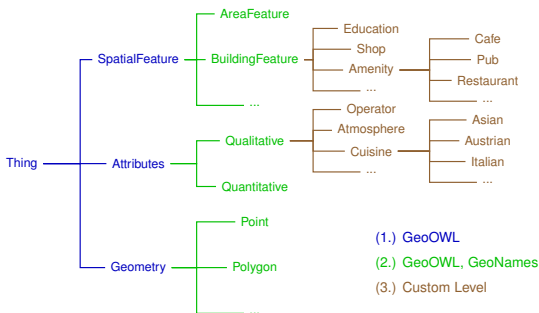 AreaFeature
Education
Cafe
Shop
SpatialFeature
BuildingFeature
Pub
Amenity
Restaurant
...
...
...
Operator
Asian
Atmosphere
Qualitative
Austrian
Cuisine
Thing
Attributes
Italian
...
...
Quantitative
Point
(1.) GeoOWL
(2.) GeoOWL, GeoNames
Geometry
Polygon
(3.) Custom Level
...